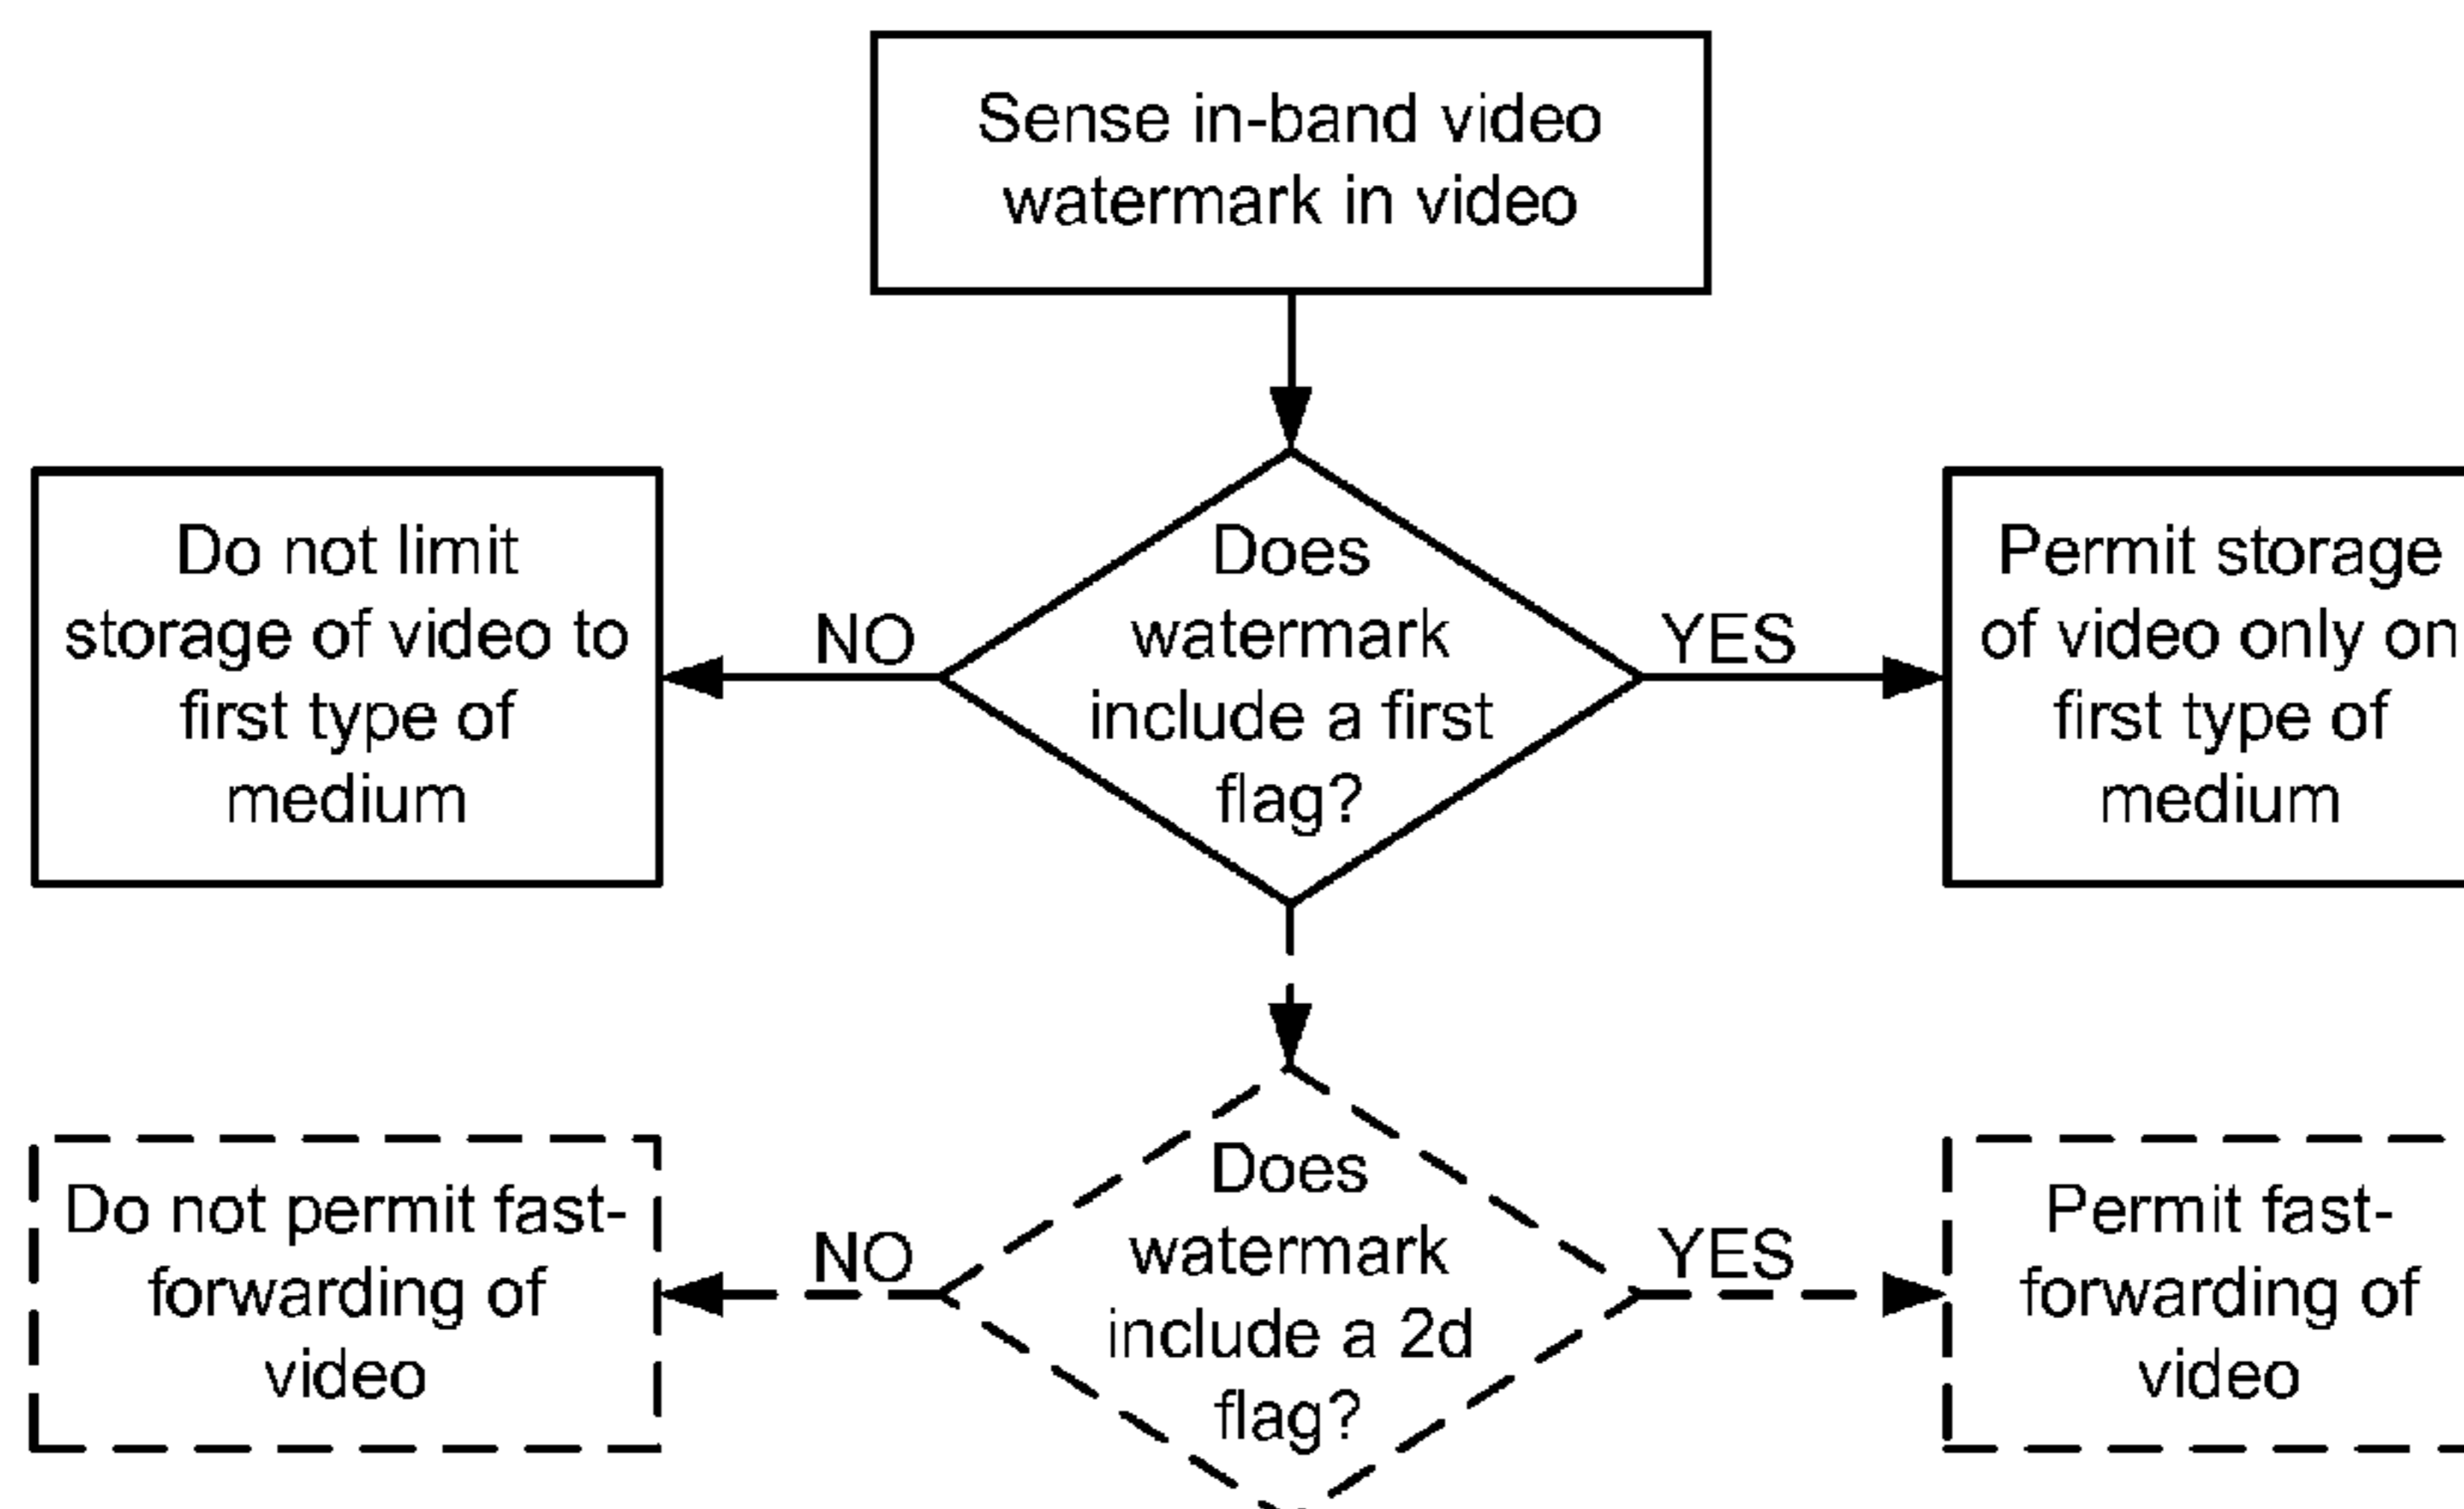 Sense in-band video
watermark in video
Do not limit
storage of video to
first type of
medium
NO
Does
watermark
include a first
flag?
YES
Permit storage
of video only on
first type of
medium
Do not permit fast-
forwarding of
video
NO
Does
watermark
include a 2d
flag?
YES
Permit fast-
forwarding of
video